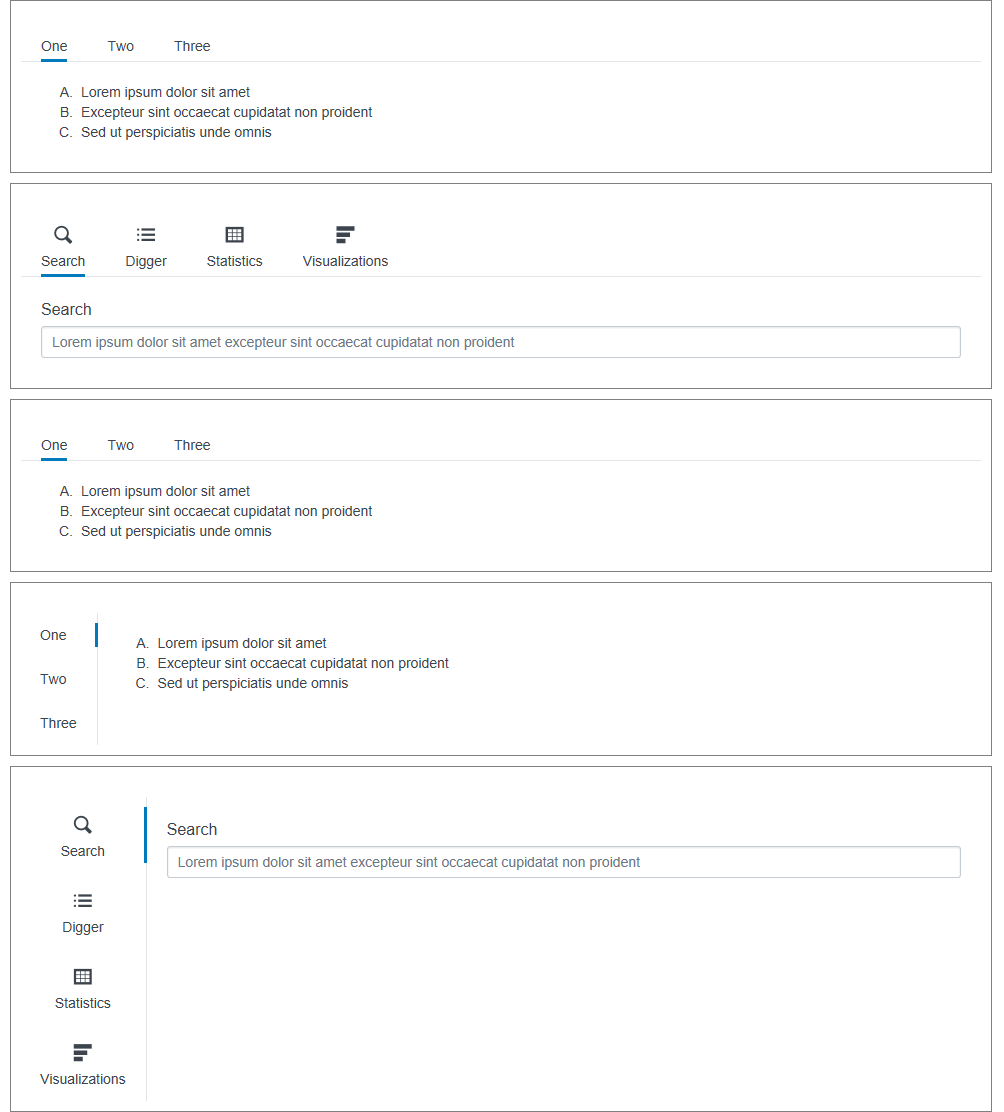 One Two Three
A. Lorem ipsum dolor sit amet
B. Excepteur sint occaecat cupidatat non proident
C. Sed ut perspiciatis unde omnis
Search Digger Statistics Visualizations
Search
Lorem ipsum dolor sit amet excepteur sint occaecat cupidatat non proident
One Two Three
A. Lorem ipsum dolor sit amet
B. Excepteur sint occaecat cupidatat non proident
C. Sed ut perspiciatis unde omnis
One
Two
Three
A. Lorem ipsum dolor sit amet
B. Excepteur sint occaecat cupidatat non proident
C. Sed ut perspiciatis unde omnis
Search
Digger
Statistics
Visualizations
Search
Lorem ipsum dolor sit amet excepteur sint occaecat cupidatat non proident